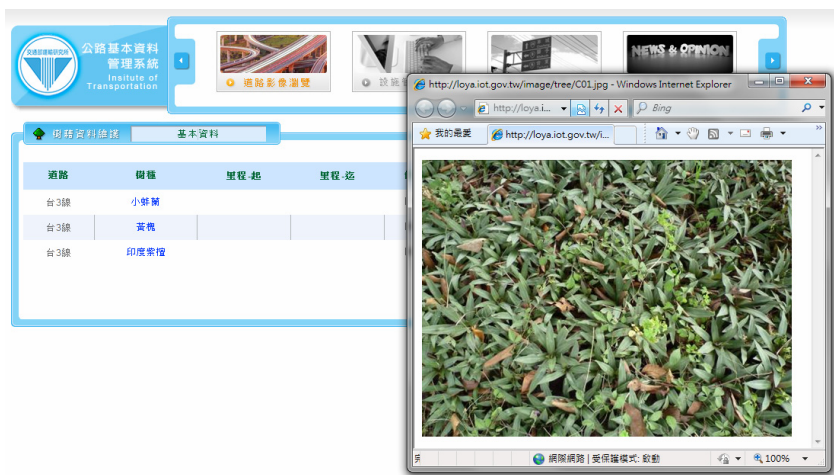 交通部運輸研究所
公路基本資料
管理系統
Insitute of
Transportation
道路影像瀏覽
設施
NEWS & OPINION
樹籍資料維護
基本資料
道路 樹種 里程-起 里程-迄
台3線 小蚌蘭
台3線 黃槐
台3線 印度紫檀
http://loya.iot.gov.tw/image/tree/C01.jpg - Windows Internet Explorer
http://loya.i...
Bing
我的最愛
http://loya.iot.gov.tw/i...
網際網路 | 受保護模式: 啟動
100%